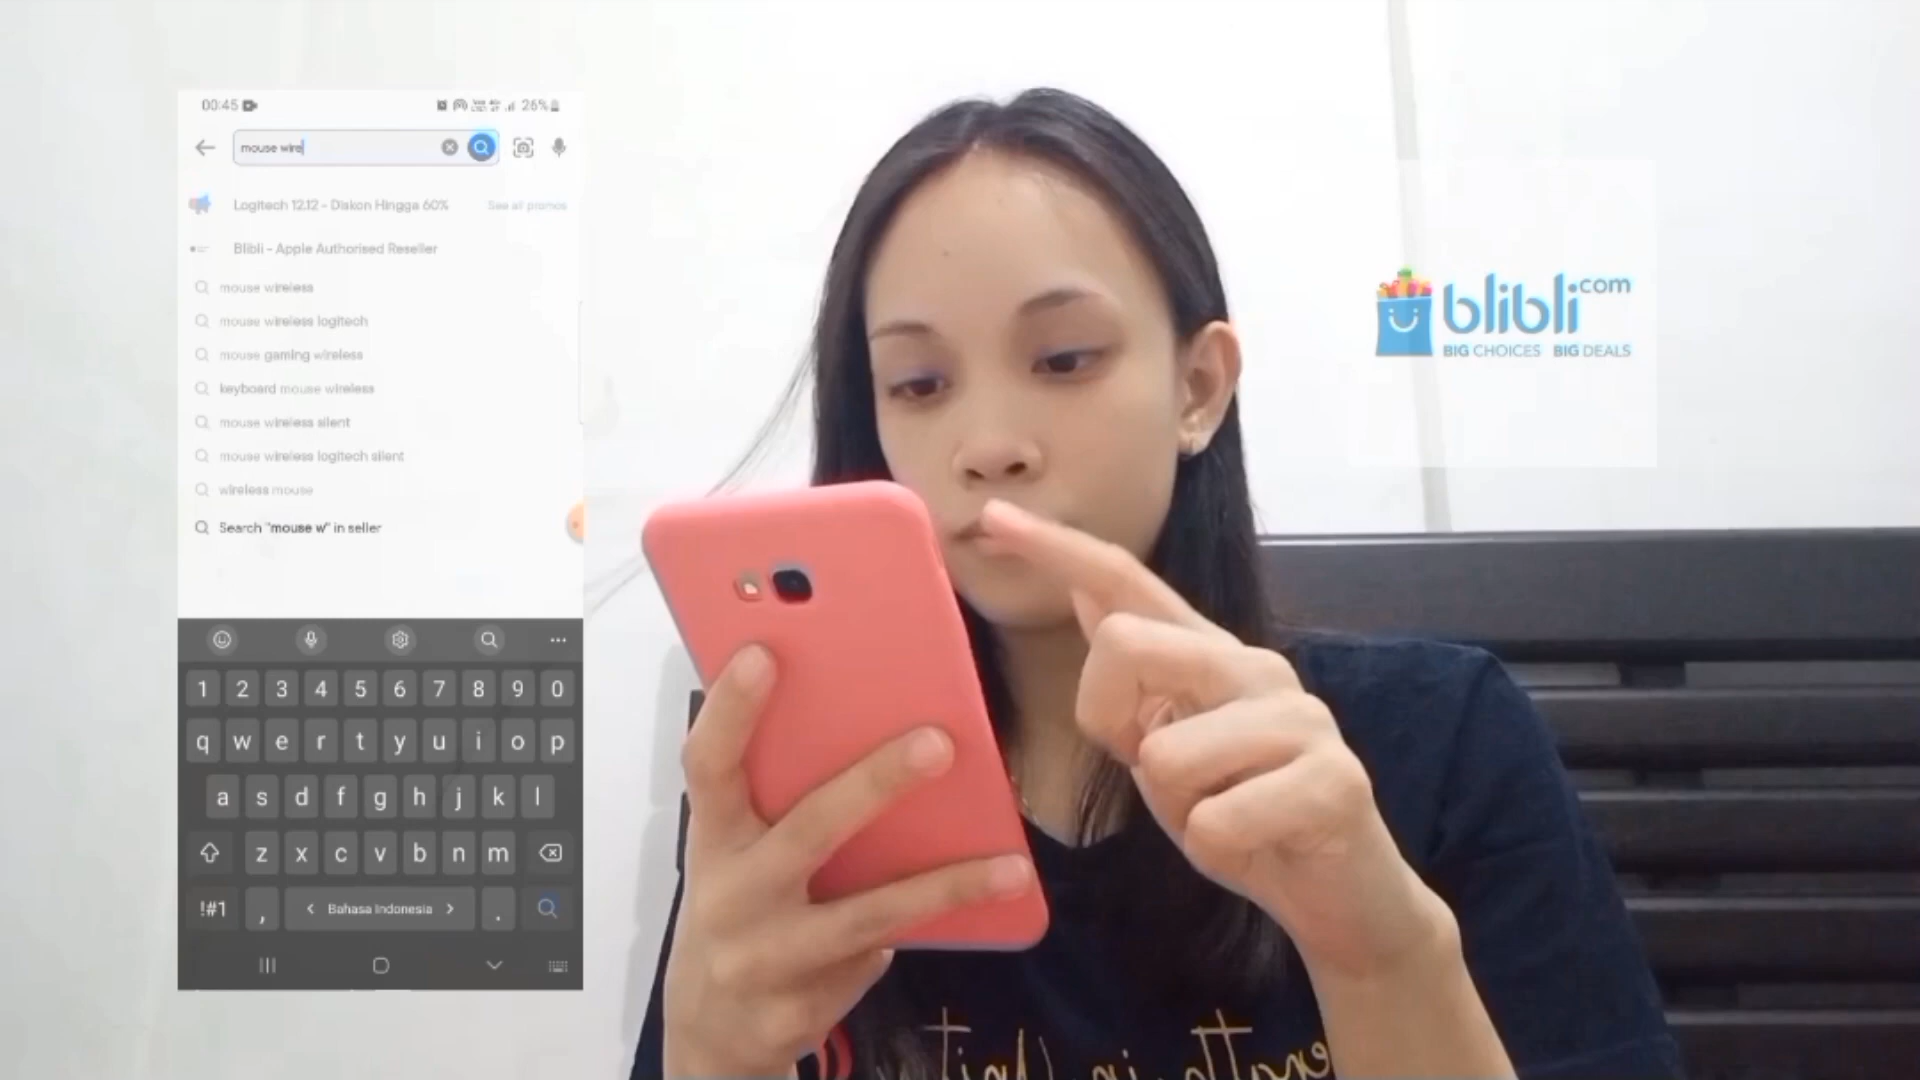 00:45
26%
mouse wire
Logitech 12.12 - Diskon Hingga 60%
See all promos
Blibli - Apple Authorised Reseller
mouse wireless
mouse wireless logitech
mouse gaming wireless
keyboard mouse wireless
mouse wireless silent
mouse wireless logitech silent
wireless mouse
Search "mouse w" in seller
1 2 3 4 5 6 7 8 9 0
q w e r t y u i o p
a s d f g h j k l
z x c v b n m
!#1 , < Bahasa Indonesia > .
blibli.com
BIG CHOICES BIG DEALS
in Unit